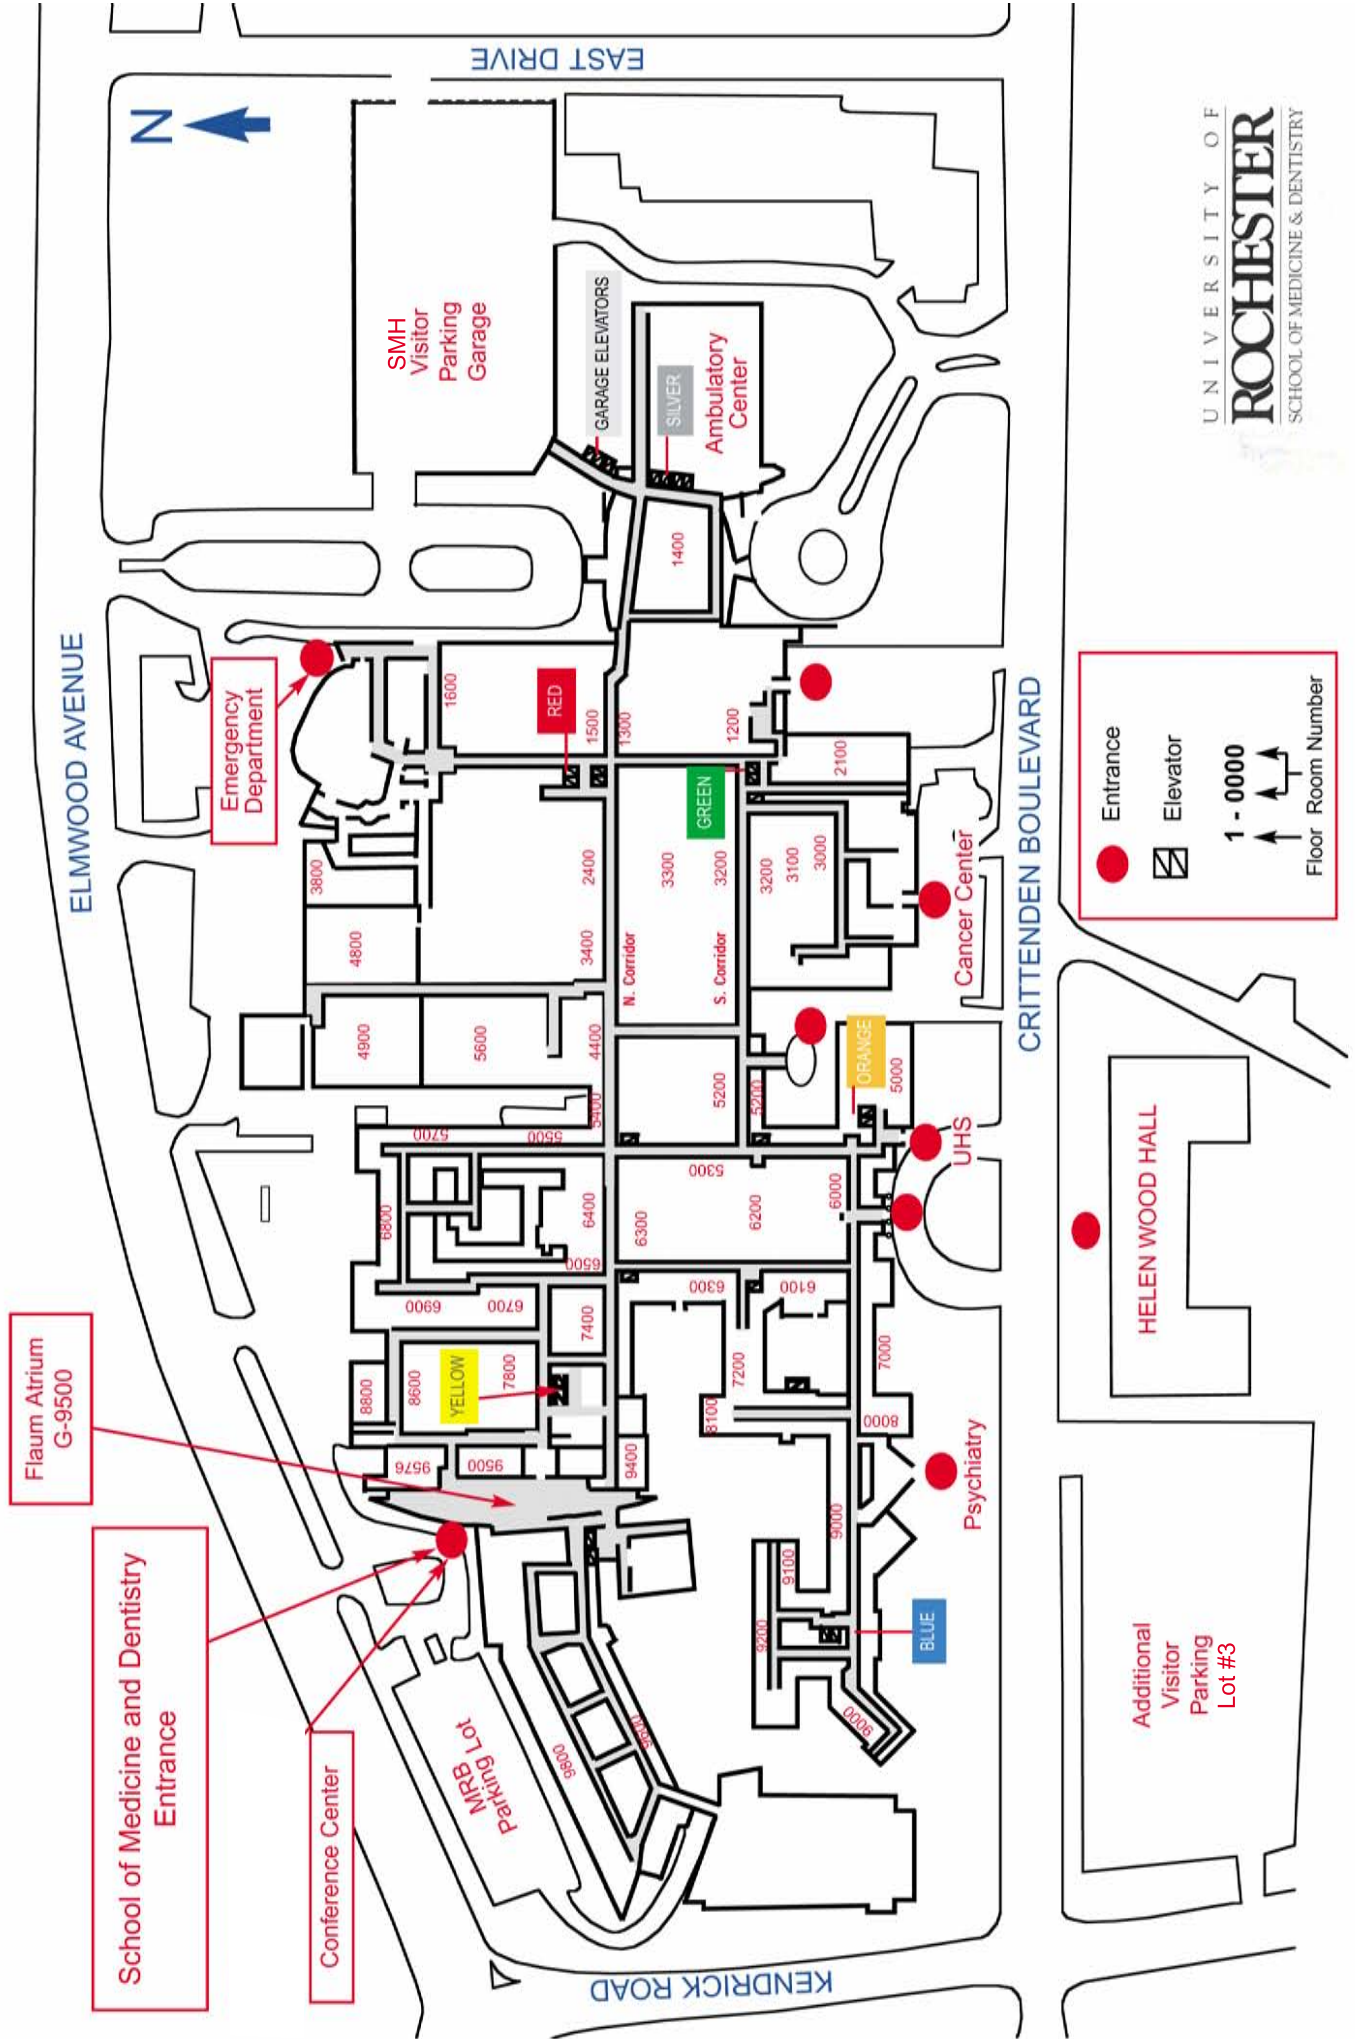 ELMWOOD AVENUE
EAST DRIVE
N
School of Medicine and Dentistry
Entrance
Flaum Atrium
G-9500
Conference Center
Emergency
Department
SMH
Visitor
Parking
Garage
GARAGE ELEVATORS
SILVER
Ambulatory
Center
MRB
Parking Lot
YELLOW
RED
GREEN
ORANGE
BLUE
N. Corridor
S. Corridor
8800
8600
7800
9576
9500
9400
7400
6900
6700
6800
6500
6400
5700
5500
5400
4900
5600
4400
4800
3800
3400
2400
1600
1500
1300
1200
1400
2100
3300
3200
3200
3100
3000
5200
5200
5000
5300
6300
6200
6000
6300
6100
7200
7000
8100
8000
9000
9100
9200
9000
9800
9600
Cancer Center
UHS
Psychiatry
KENDRICK ROAD
CRITTENDEN BOULEVARD
HELEN WOOD HALL
Additional
Visitor
Parking
Lot #3
Entrance
Elevator
1 - 0000
Floor Room Number
UNIVERSITY OF
ROCHESTER
SCHOOL OF MEDICINE & DENTISTRY